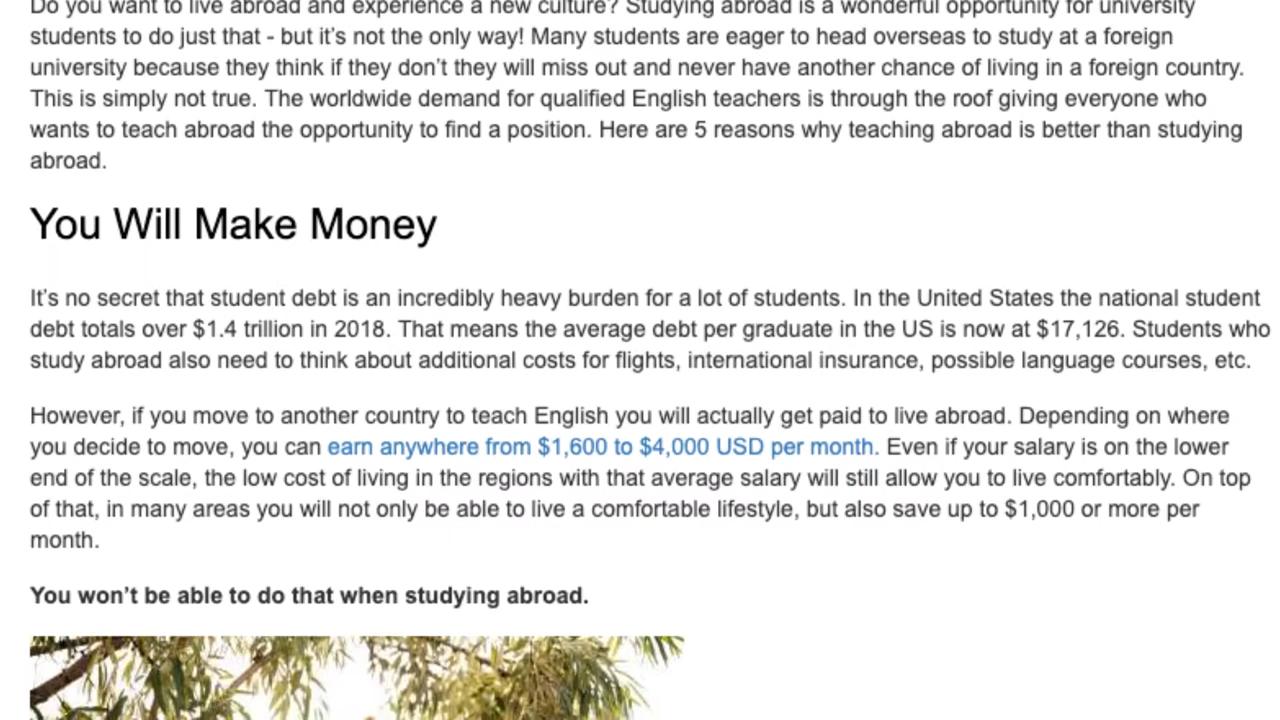 Do you want to live abroad and experience a new culture? Studying abroad is a wonderful opportunity for university
students to do just that - but it's not the only way! Many students are eager to head overseas to study at a foreign
university because they think if they don’t they will miss out and never have another chance of living in a foreign country.
This is simply not true. The worldwide demand for qualified English teachers is through the roof giving everyone who
wants to teach abroad the opportunity to find a position. Here are 5 reasons why teaching abroad is better than studying
abroad.
You Will Make Money
It’s no secret that student debt is an incredibly heavy burden for a lot of students. In the United States the national student
debt totals over $1.4 trillion in 2018. That means the average debt per graduate in the US is now at $17,126. Students who
study abroad also need to think about additional costs for flights, international insurance, possible language courses, etc.
However, if you move to another country to teach English you will actually get paid to live abroad. Depending on where
you decide to move, you can earn anywhere from $1,600 to $4,000 USD per month. Even if your salary is on the lower
end of the scale, the low cost of living in the regions with that average salary will still allow you to live comfortably. On top
of that, in many areas you will not only be able to live a comfortable lifestyle, but also save up to $1,000 or more per
month.
You won’t be able to do that when studying abroad.